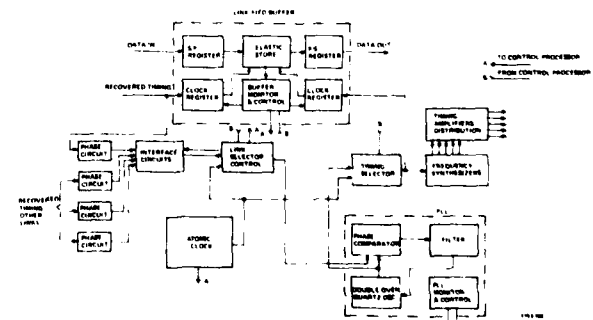 LINK FIFO BUFFER
DATA IN
S/P
REGISTER
ELASTIC
STORE
P/S
REGISTER
DATA OUT
A TO CONTROL PROCESSOR
B FROM CONTROL PROCESSOR
RECOVERED TIMING
CLOCK
REGISTER
BUFFER
MONITOR
& CONTROL
CLOCK
REGISTER
B A A B
TIMING
AMPLIFIERS
DISTRIBUTION
PHASE
CIRCUIT
INTERFACE
CIRCUITS
LINK
SELECTOR
CONTROL
B
TIMING
SELECTOR
FREQUENCY
SYNTHESIZERS
PHASE
CIRCUIT
RECOVERED
TIMING
OTHER
LINKS
PHASE
CIRCUIT
PHASE
CIRCUIT
ATOMIC
CLOCK
A
PLL
PHASE
COMPARATOR
FILTER
DOUBLE OVEN
QUARTZ OSC
PLL
MONITOR
& CONTROL